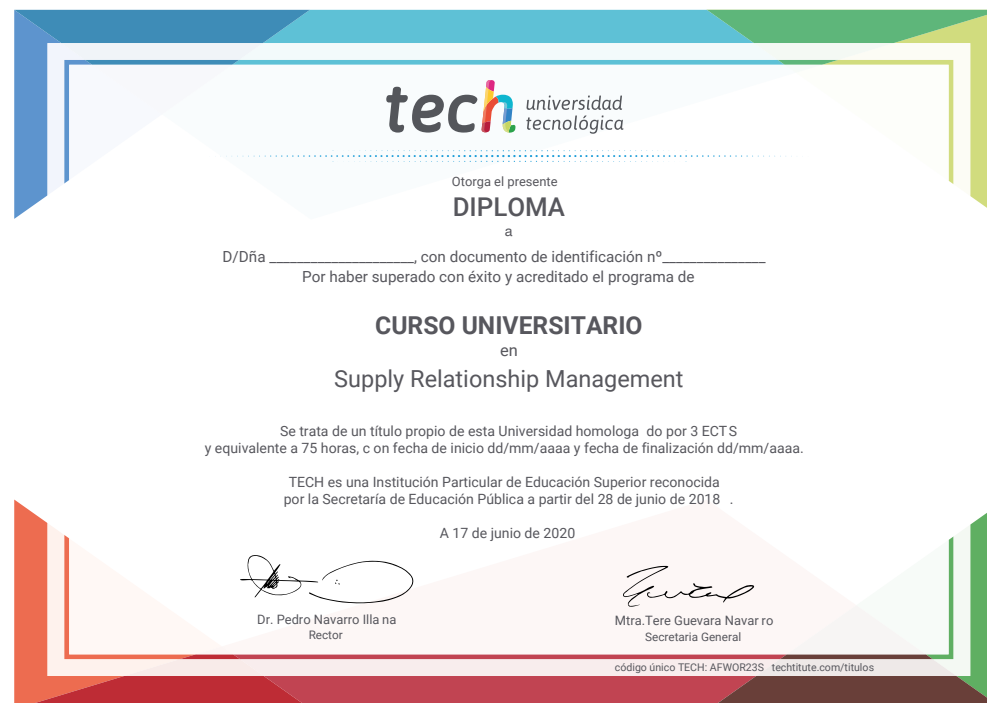 tech universidad
tecnológica
Otorga el presente
DIPLOMA
a
D/Dña ______________________, con documento de identificación nº________________
Por haber superado con éxito y acreditado el programa de
CURSO UNIVERSITARIO
en
Supply Relationship Management
Se trata de un título propio de esta Universidad homologa do por 3 ECTS
y equivalente a 75 horas, c on fecha de inicio dd/mm/aaaa y fecha de finalización dd/mm/aaaa.
TECH es una Institución Particular de Educación Superior reconocida
por la Secretaría de Educación Pública a partir del 28 de junio de 2018 .
A 17 de junio de 2020
Dr. Pedro Navarro Illa na
Rector
Mtra.Tere Guevara Navar ro
Secretaria General
código único TECH: AFWOR23S techtitute.com/titulos